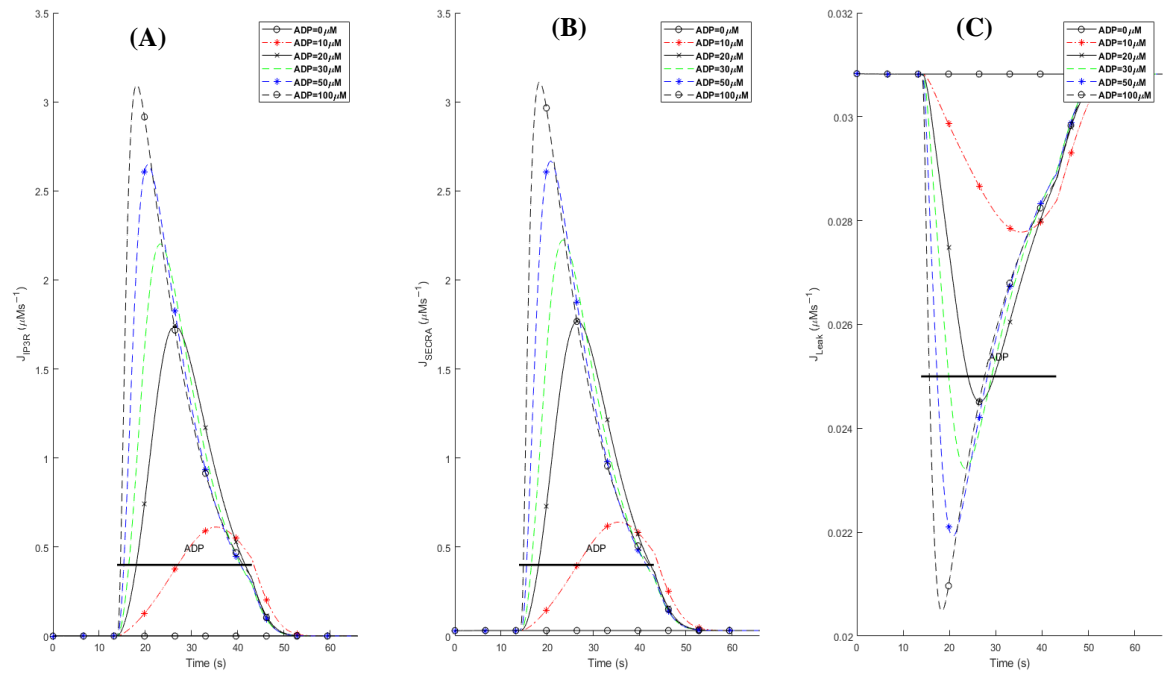 (A)
ADP=0μM
ADP=10μM
ADP=20μM
ADP=30μM
ADP=50μM
ADP=100μM
3.5
3
2.5
2
1.5
1
0.5
0
J_IP3R (μMs⁻¹)
ADP
0 10 20 30 40 50 60
Time (s)
(B)
ADP=0μM
ADP=10μM
ADP=20μM
ADP=30μM
ADP=50μM
ADP=100μM
3.5
3
2.5
2
1.5
1
0.5
0
J_SECRA (μMs⁻¹)
ADP
0 10 20 30 40 50 60
Time (s)
(C)
ADP=0μM
ADP=10μM
ADP=20μM
ADP=30μM
ADP=50μM
ADP=100μM
0.032
0.03
0.028
0.026
0.024
0.022
0.02
J_Leak (μMs⁻¹)
ADP
0 10 20 30 40 50 60
Time (s)